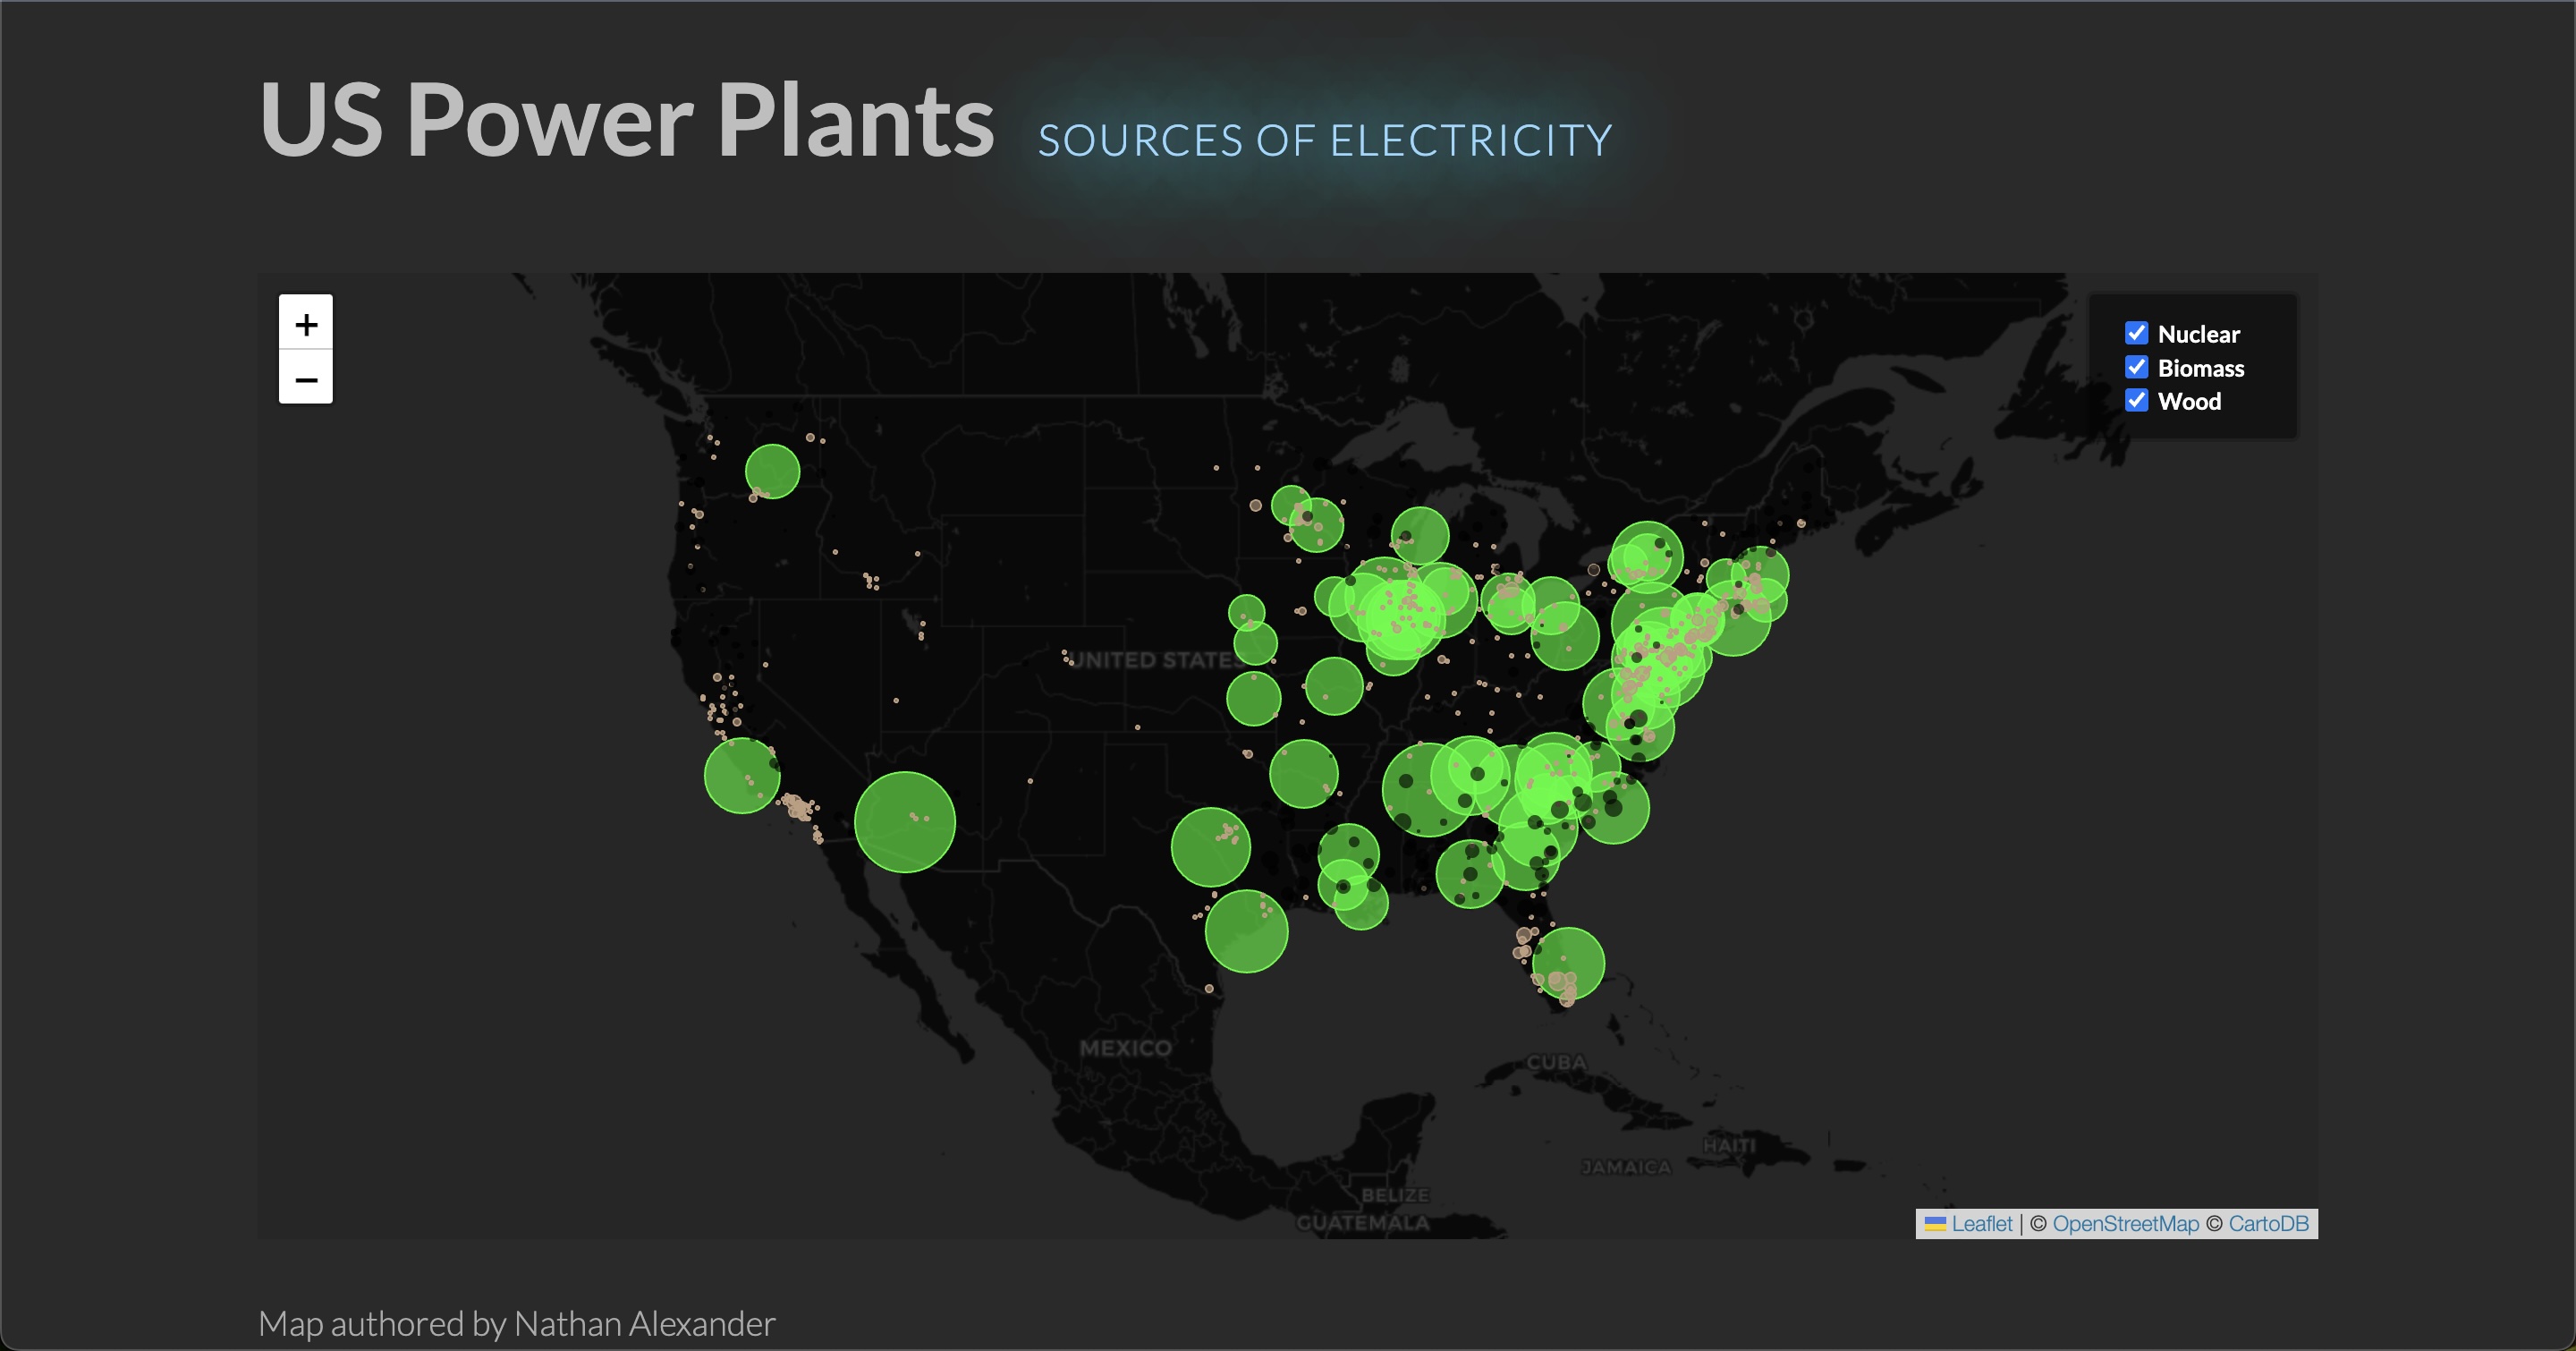 US Power Plants SOURCES OF ELECTRICITY
+
−
Nuclear
Biomass
Wood
UNITED STATES
MEXICO
CUBA
HAITI
JAMAICA
BELIZE
GUATEMALA
Leaflet | © OpenStreetMap © CartoDB
Map authored by Nathan Alexander